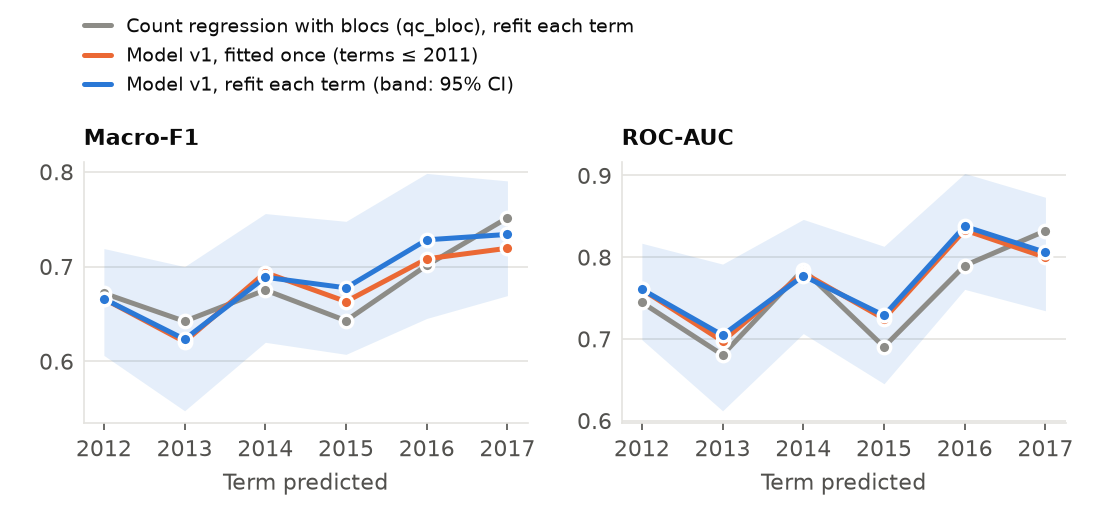 Count regression with blocs (qc_bloc), refit each term
Model v1, fitted once (terms ≤ 2011)
Model v1, refit each term (band: 95% CI)
Macro-F1
0.8
0.7
0.6
2012 2013 2014 2015 2016 2017
Term predicted
ROC-AUC
0.9
0.8
0.7
0.6
2012 2013 2014 2015 2016 2017
Term predicted